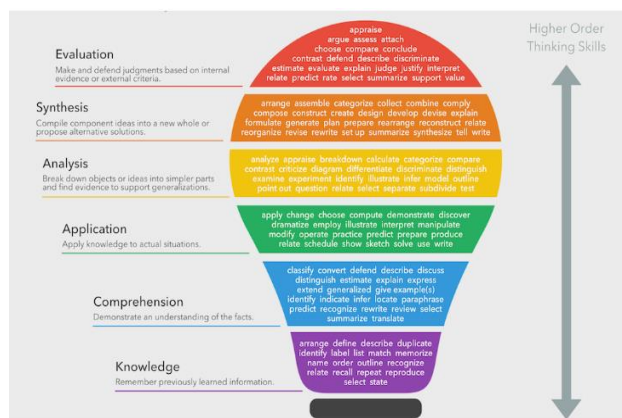 Higher Order
Thinking Skills
Evaluation
Make and defend judgments based on internal
evidence or external criteria.
appraise
argue assess attach
choose compare conclude
contrast defend describe discriminate
estimate evaluate explain judge justify interpret
relate predict rate select summarize support value
Synthesis
Compile component ideas into a new whole or
propose alternative solutions.
arrange assemble categorize collect combine comply
compose construct create design develop devise explain
formulate generate plan prepare rearrange reconstruct relate
reorganize revise rewrite set up summarize synthesize tell write
Analysis
Break down objects or ideas into simpler parts
and find evidence to support generalizations.
analyze appraise breakdown calculate categorize compare
contrast criticize diagram differentiate discriminate distinguish
examine experiment identify illustrate infer model outline
point out question relate select separate subdivide test
Application
Apply knowledge to actual situations.
apply change choose compute demonstrate discover
dramatize employ illustrate interpret manipulate
modify operate practice predict prepare produce
relate schedule show sketch solve use write
Comprehension
Demonstrate an understanding of the facts.
classify convert defend describe discuss
distinguish estimate explain express
extend generalized give example(s)
identify indicate infer locate paraphrase
predict recognize rewrite review select
summarize translate
Knowledge
Remember previously learned information.
arrange define describe duplicate
identify label list match memorize
name order outline recognize
relate recall repeat reproduce
select state